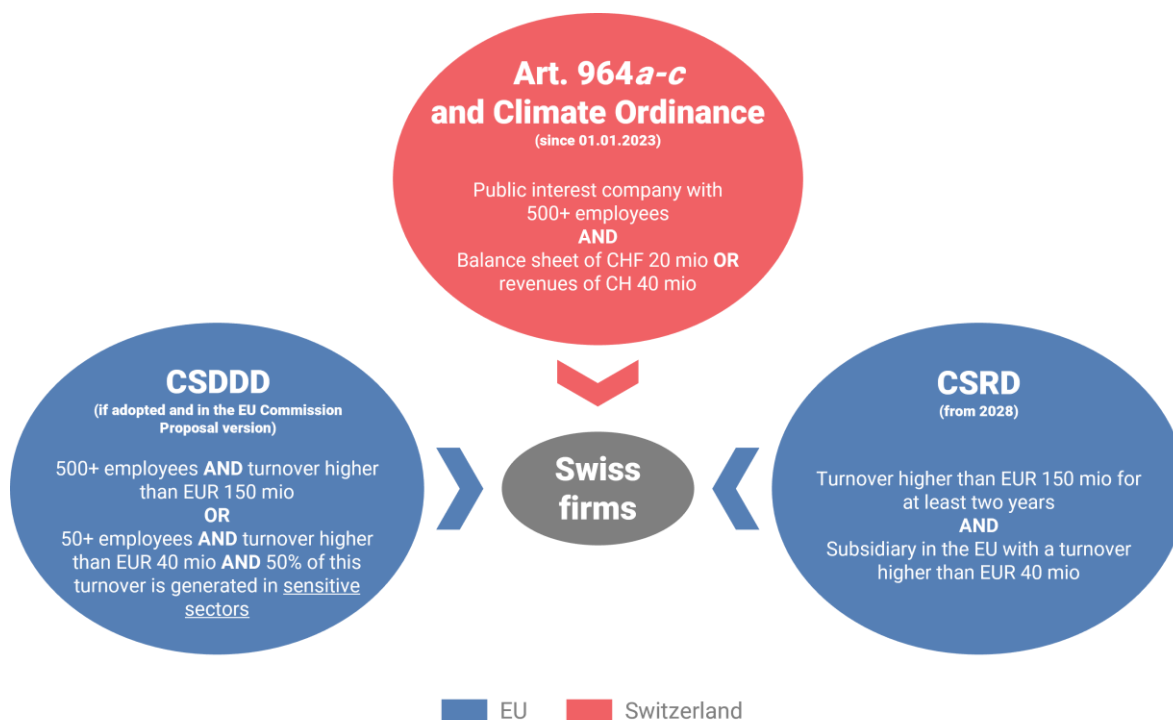 Art. 964a-c
and Climate Ordinance
(since 01.01.2023)
Public interest company with
500+ employees
AND
Balance sheet of CHF 20 mio OR
revenues of CH 40 mio
CSDDD
(if adopted and in the EU Commission
Proposal version)
500+ employees AND turnover higher
than EUR 150 mio
OR
50+ employees AND turnover higher
than EUR 40 mio AND 50% of this
turnover is generated in sensitive
sectors
Swiss
firms
CSRD
(from 2028)
Turnover higher than EUR 150 mio for
at least two years
AND
Subsidiary in the EU with a turnover
higher than EUR 40 mio
EU
Switzerland